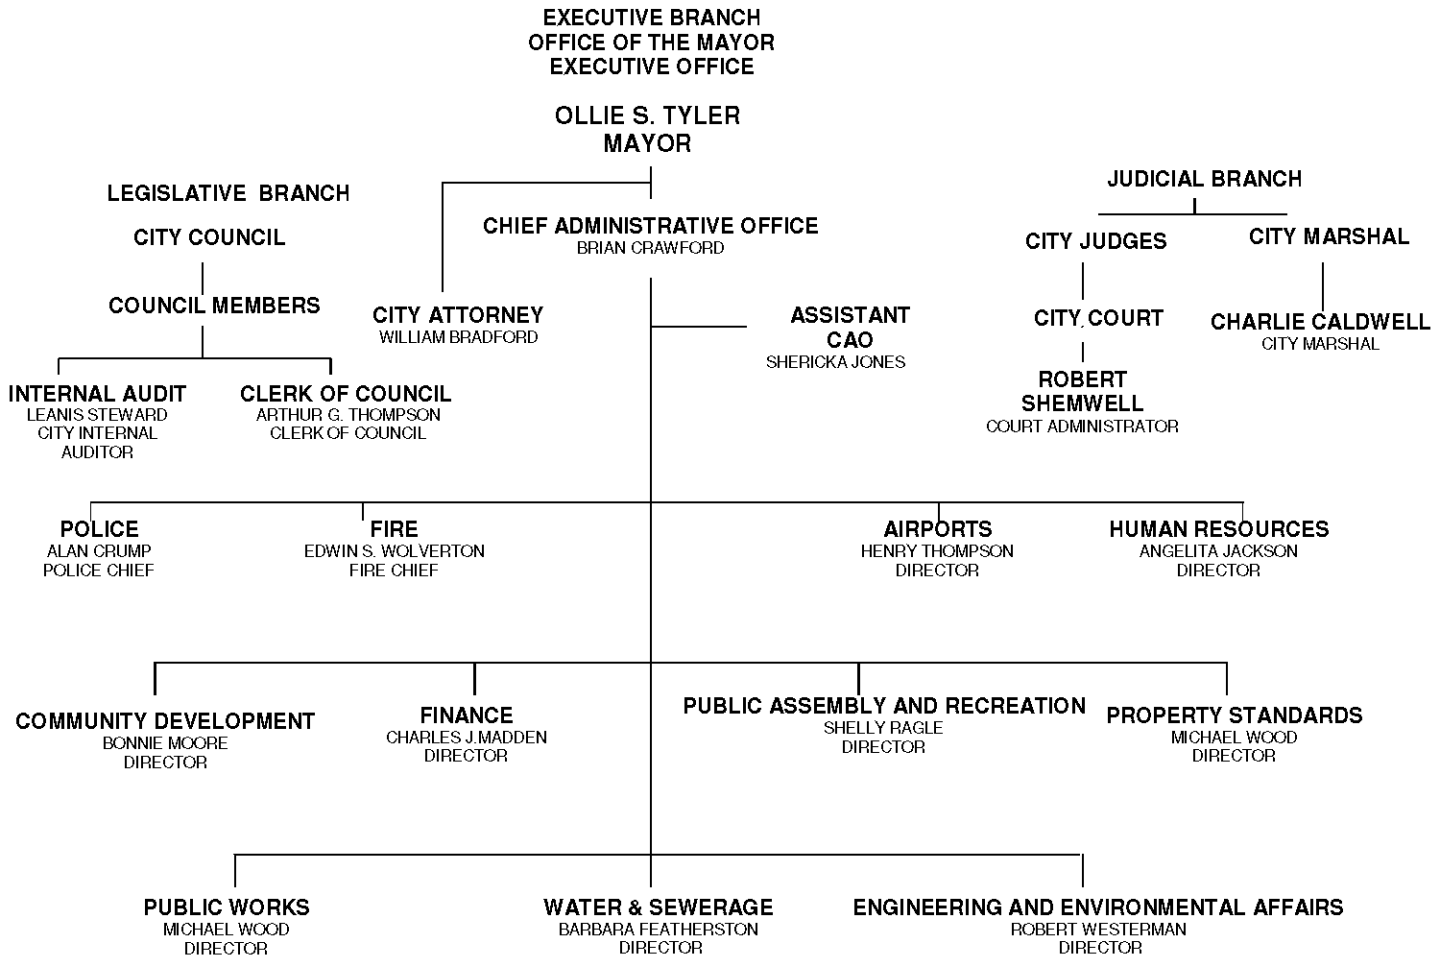 EXECUTIVE BRANCH
OFFICE OF THE MAYOR
EXECUTIVE OFFICE
OLLIE S. TYLER
MAYOR
LEGISLATIVE BRANCH
CITY COUNCIL
COUNCIL MEMBERS
INTERNAL AUDIT
LEANIS STEWARD
CITY INTERNAL
AUDITOR
CLERK OF COUNCIL
ARTHUR G. THOMPSON
CLERK OF COUNCIL
CHIEF ADMINISTRATIVE OFFICE
BRIAN CRAWFORD
CITY ATTORNEY
WILLIAM BRADFORD
ASSISTANT
CAO
SHERICKA JONES
JUDICIAL BRANCH
CITY JUDGES
CITY COURT
ROBERT
SHEMWELL
COURT ADMINISTRATOR
CITY MARSHAL
CHARLIE CALDWELL
CITY MARSHAL
POLICE
ALAN CRUMP
POLICE CHIEF
FIRE
EDWIN S. WOLVERTON
FIRE CHIEF
AIRPORTS
HENRY THOMPSON
DIRECTOR
HUMAN RESOURCES
ANGELITA JACKSON
DIRECTOR
COMMUNITY DEVELOPMENT
BONNIE MOORE
DIRECTOR
FINANCE
CHARLES J.MADDEN
DIRECTOR
PUBLIC ASSEMBLY AND RECREATION
SHELLY RAGLE
DIRECTOR
PROPERTY STANDARDS
MICHAEL WOOD
DIRECTOR
PUBLIC WORKS
MICHAEL WOOD
DIRECTOR
WATER & SEWERAGE
BARBARA FEATHERSTON
DIRECTOR
ENGINEERING AND ENVIRONMENTAL AFFAIRS
ROBERT WESTERMAN
DIRECTOR